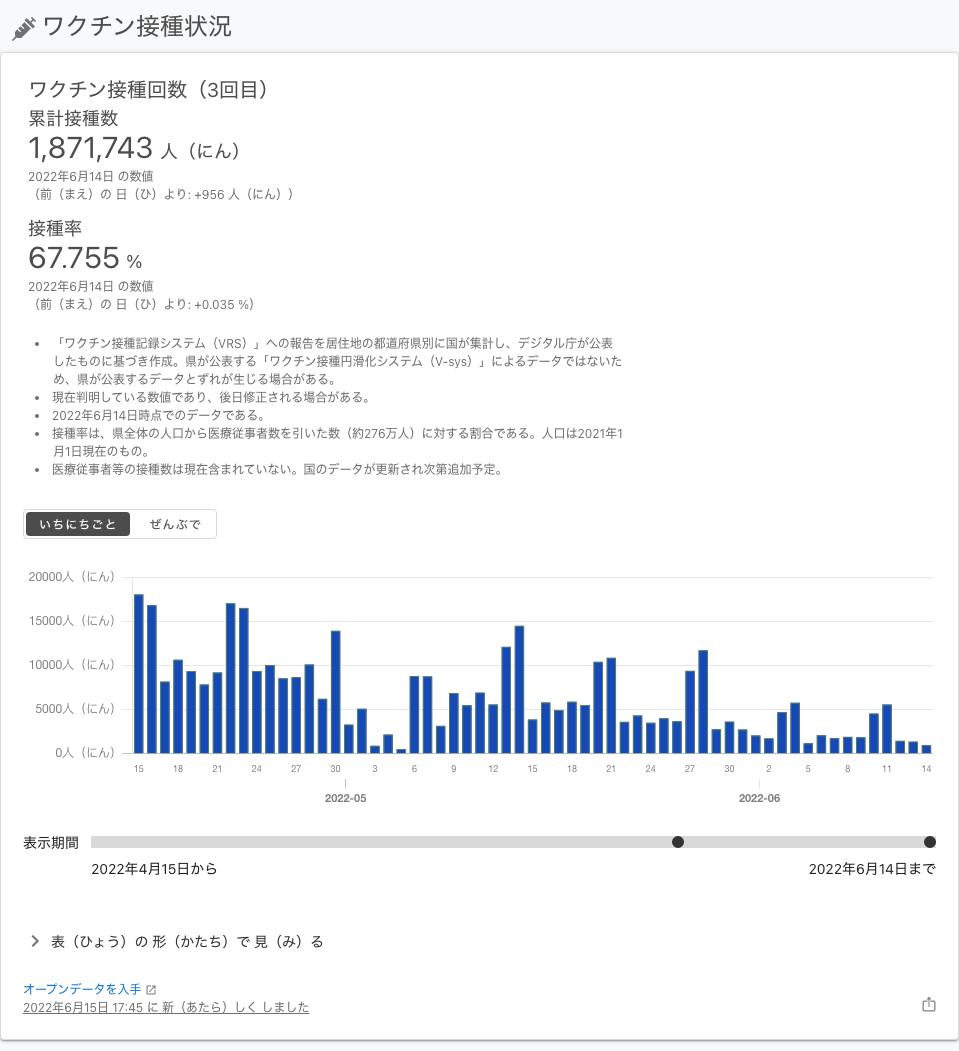 ワクチン接種状況
ワクチン接種回数（3回目）
累計接種数
1,871,743 人（にん）
2022年6月14日 の数値
（前（まえ）の 日（ひ）より: +956 人（にん））
接種率
67.755 %
2022年6月14日 の数値
（前（まえ）の 日（ひ）より: +0.035 %）
• 「ワクチン接種記録システム（VRS）」への報告を居住地の都道府県別に国が集計し、デジタル庁が公表
したものに基づき作成。県が公表する「ワクチン接種円滑化システム（V-sys）」によるデータではないた
め、県が公表するデータとずれが生じる場合がある。
• 現在判明している数値であり、後日修正される場合がある。
• 2022年6月14日時点でのデータである。
• 接種率は、県全体の人口から医療従事者数を引いた数（約276万人）に対する割合である。人口は2021年1
月1日現在のもの。
• 医療従事者等の接種数は現在含まれていない。国のデータが更新され次第追加予定。
いちにちごと ぜんぶで
20000人（にん）
15000人（にん）
10000人（にん）
5000人（にん）
0人（にん）
15 18 21 24 27 30 3 6 9 12 15 18 21 24 27 30 2 5 8 11 14
2022-05 2022-06
表示期間
2022年4月15日から 2022年6月14日まで
表（ひょう）の 形（かたち）で 見（み）る
オープンデータを入手
2022年6月15日 17:45 に 新（あたら）しく しました